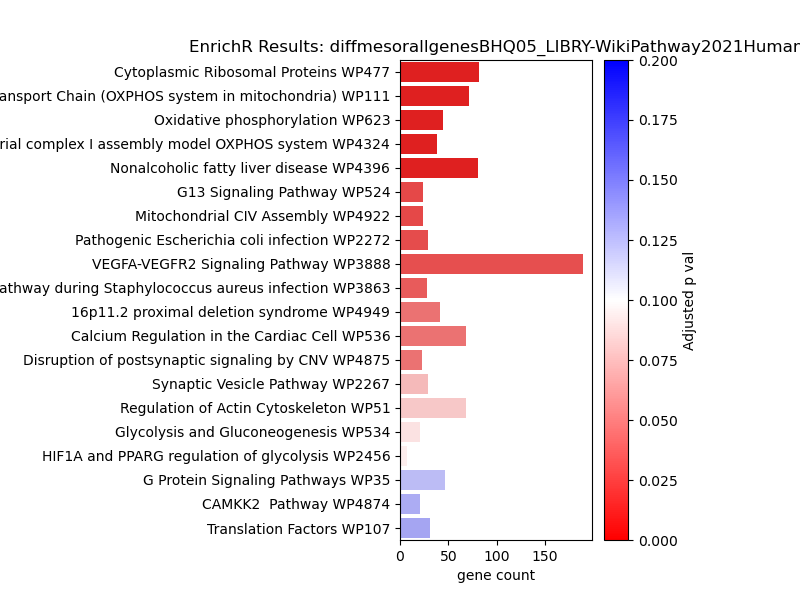 EnrichR Results: diffmesorallgenesBHQ05_LIBRY-WikiPathway2021Human
Cytoplasmic Ribosomal Proteins WP477
ansport Chain (OXPHOS system in mitochondria) WP111
Oxidative phosphorylation WP623
rial complex I assembly model OXPHOS system WP4324
Nonalcoholic fatty liver disease WP4396
G13 Signaling Pathway WP524
Mitochondrial CIV Assembly WP4922
Pathogenic Escherichia coli infection WP2272
VEGFA-VEGFR2 Signaling Pathway WP3888
athway during Staphylococcus aureus infection WP3863
16p11.2 proximal deletion syndrome WP4949
Calcium Regulation in the Cardiac Cell WP536
Disruption of postsynaptic signaling by CNV WP4875
Synaptic Vesicle Pathway WP2267
Regulation of Actin Cytoskeleton WP51
Glycolysis and Gluconeogenesis WP534
HIF1A and PPARG regulation of glycolysis WP2456
G Protein Signaling Pathways WP35
CAMKK2  Pathway WP4874
Translation Factors WP107
0 50 100 150
gene count
0.200
0.175
0.150
0.125
0.100
0.075
0.050
0.025
0.000
Adjusted p val